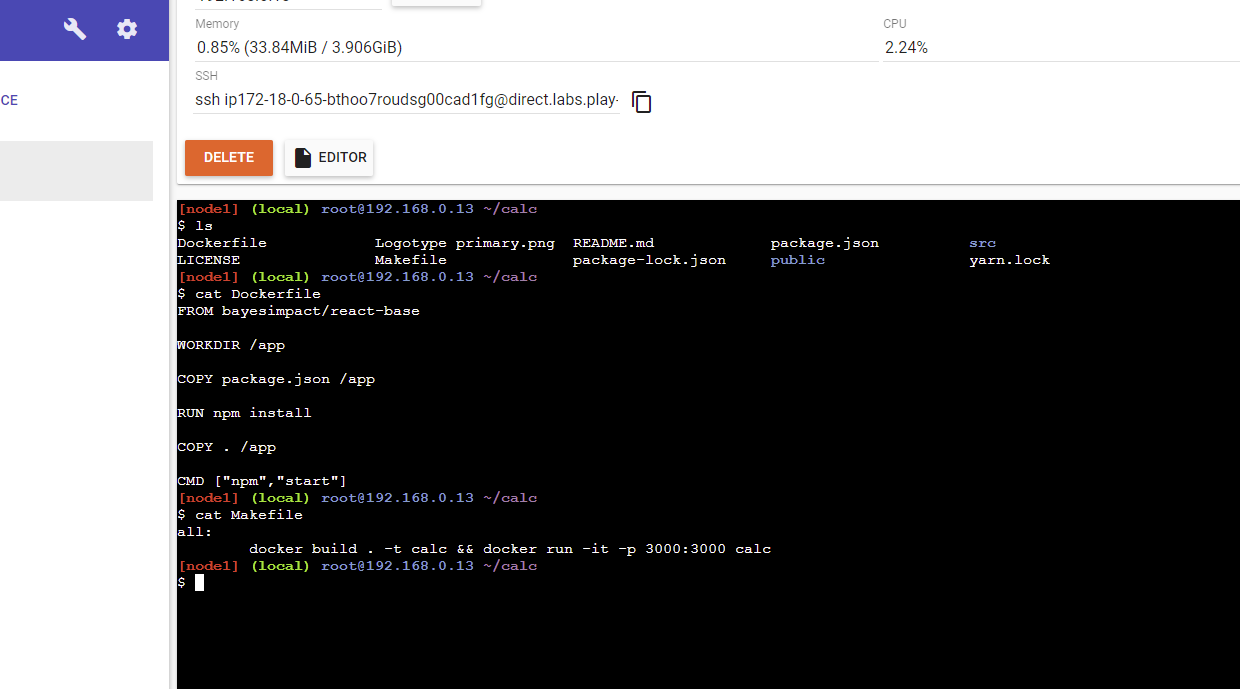 Memory
0.85% (33.84MiB / 3.906GiB)
CPU
2.24%
SSH
ssh ip172-18-0-65-bthoo7roudsg00cad1fg@direct.labs.play-
CE
DELETE
EDITOR
[node1] (local) root@192.168.0.13 ~/calc
$ ls
Dockerfile Logotype primary.png README.md package.json src
LICENSE Makefile package-lock.json public yarn.lock
[node1] (local) root@192.168.0.13 ~/calc
$ cat Dockerfile
FROM bayesimpact/react-base
WORKDIR /app
COPY package.json /app
RUN npm install
COPY . /app
CMD ["npm","start"]
[node1] (local) root@192.168.0.13 ~/calc
$ cat Makefile
all:
docker build . -t calc && docker run -it -p 3000:3000 calc
[node1] (local) root@192.168.0.13 ~/calc
$